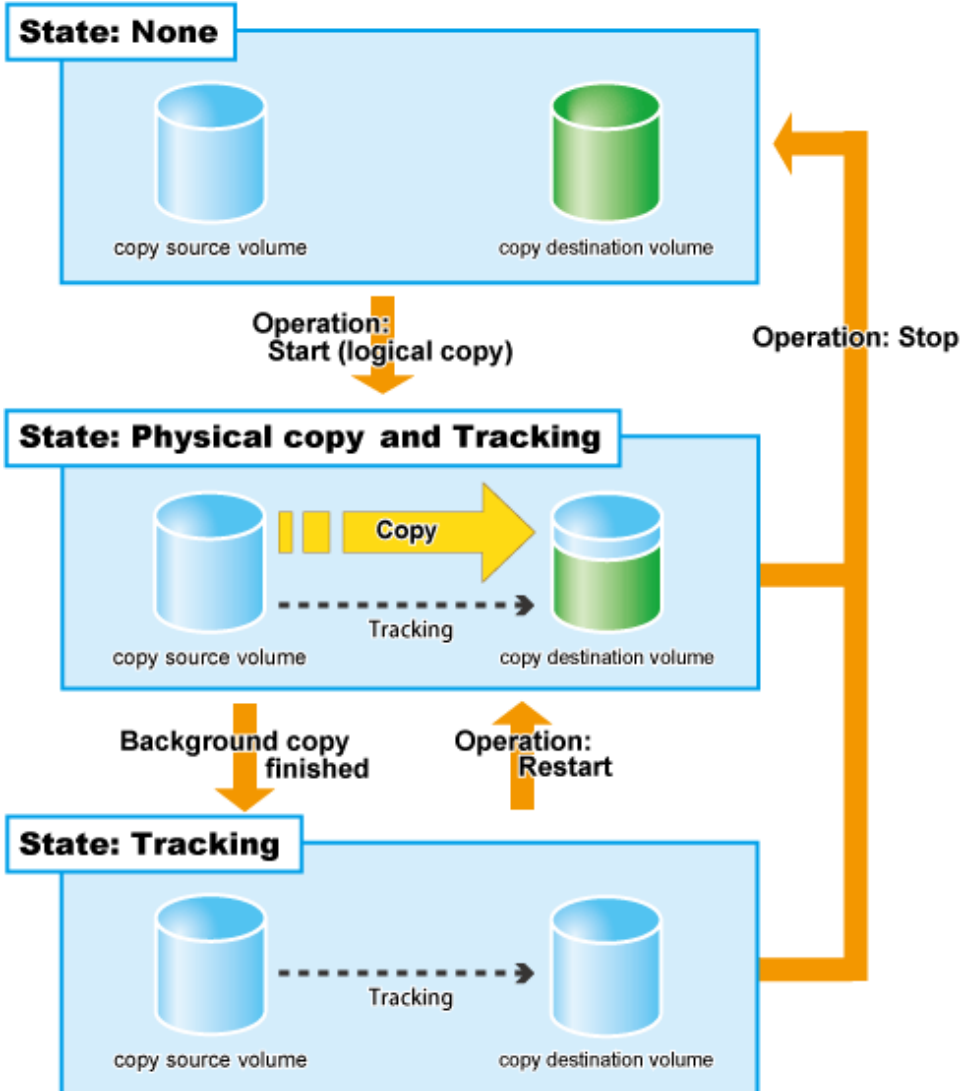 State: None
copy source volume
copy destination volume
Operation:
Start (logical copy)
Operation: Stop
State: Physical copy and Tracking
Copy
Tracking
copy source volume
copy destination volume
Background copy
finished
Operation:
Restart
State: Tracking
Tracking
copy source volume
copy destination volume